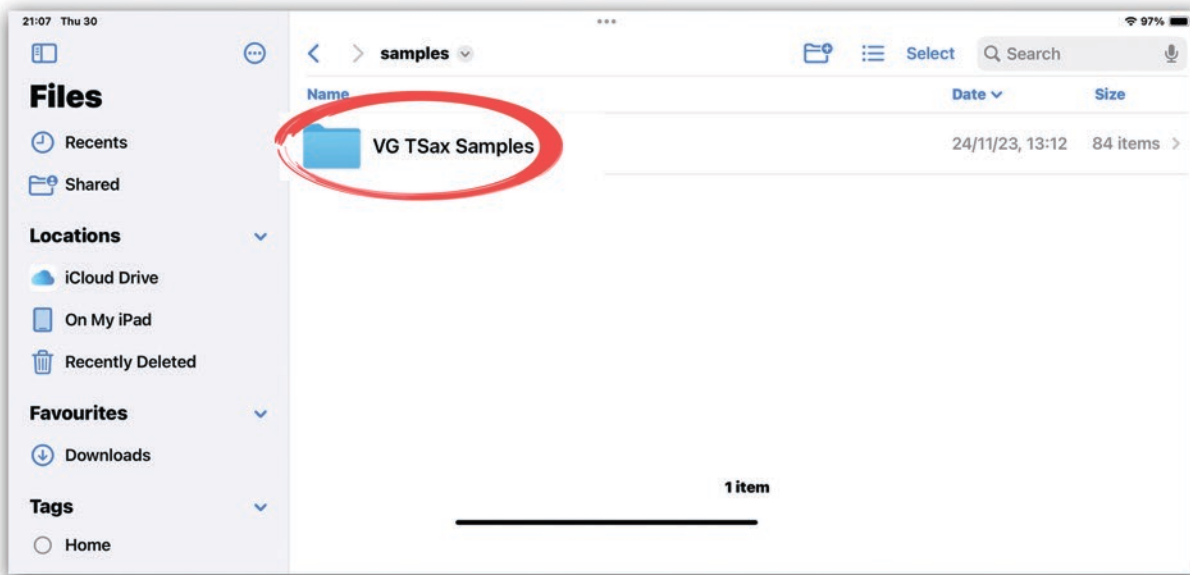 21:07 Thu 30
97%
samples
Select
Search
Files
Name
Date
Size
Recents
VG TSax Samples
24/11/23, 13:12
84 items
Shared
Locations
iCloud Drive
On My iPad
Recently Deleted
Favourites
Downloads
1 item
Tags
Home